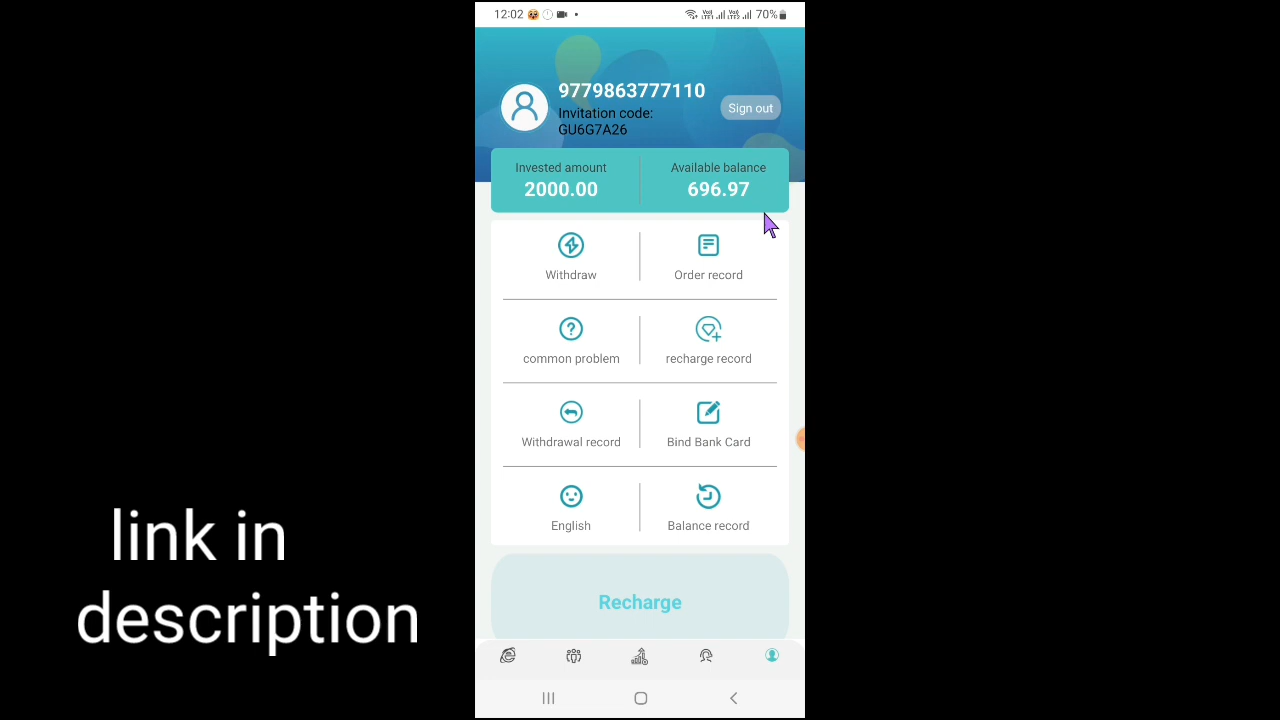 12:02
70%
9779863777110
Invitation code:
GU6G7A26
Sign out
Invested amount
2000.00
Available balance
696.97
Withdraw
Order record
common problem
recharge record
Withdrawal record
Bind Bank Card
English
Balance record
Recharge
link in
description